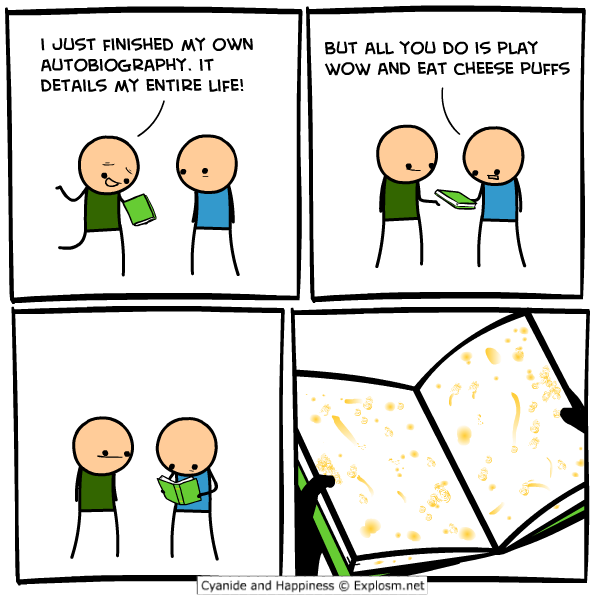 I JUST FINISHED MY OWN
AUTOBIOGRAPHY. IT
DETAILS MY ENTIRE LIFE!
BUT ALL YOU DO IS PLAY
WOW AND EAT CHEESE PUFFS
Cyanide and Happiness © Explosm.net